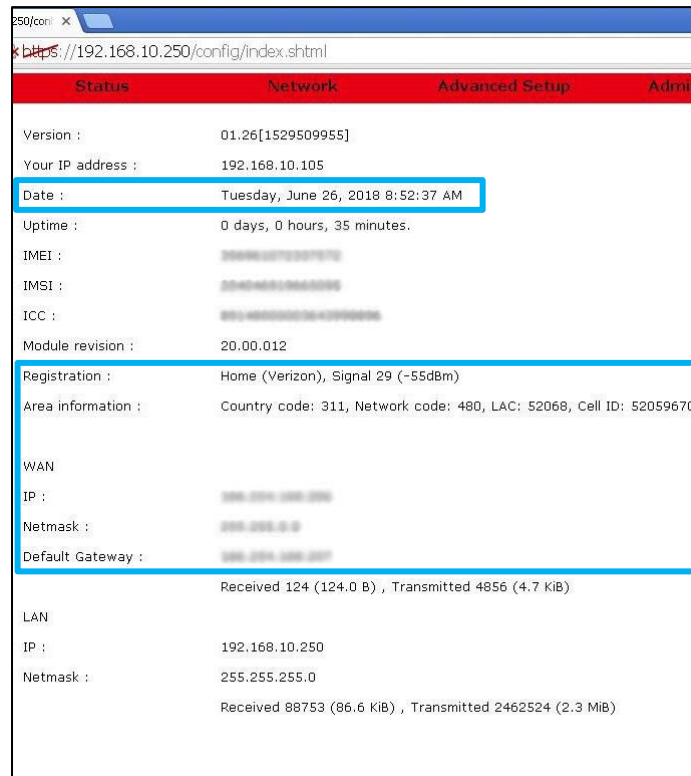 250/con
https://192.168.10.250/config/index.shtml
Status Network Advanced Setup
Version : 01.26[1529509955]
Your IP address : 192.168.10.105
Date : Tuesday, June 26, 2018 8:52:37 AM
Uptime : 0 days, 0 hours, 35 minutes.
IMEI :
IMSI :
ICC :
Module revision : 20.00.012
Registration : Home (Verizon), Signal 29 (-55dBm)
Area information : Country code: 311, Network code: 480, LAC: 52068, Cell ID: 52059670
WAN
IP :
Netmask :
Default Gateway :
Received 124 (124.0 B) , Transmitted 4856 (4.7 KiB)
LAN
IP : 192.168.10.250
Netmask : 255.255.255.0
Received 88753 (86.6 KiB) , Transmitted 2462524 (2.3 MiB)